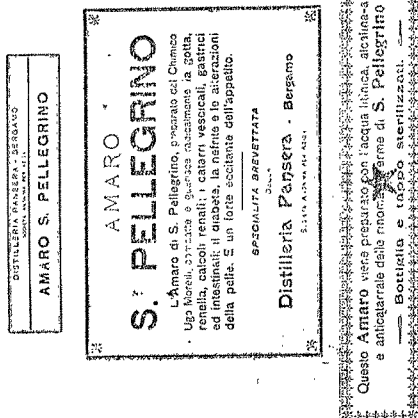 DISTILLERIA PANSERA - BERGAMO
AMARO S. PELLEGRINO
AMARO
S. PELLEGRINO
L'Amaro di S. Pellegrino, preparato dal Chimico
Ugo Morelli, combatte e guarisce radicalmente la gotta,
renella, calcoli renali; i catarri vescicali, gastrici
ed intestinali; il diabete, la nefrite e le alterazioni
della pelle. È un forte eccitante dell'appetito.
SPECIALITÀ BREVETTATA
DELLA
Distilleria Pansera - Bergamo
Questo Amaro viene preparato con l'acqua litinica, alcalina-a
e anticatarrale delle rinomate terme di S. Pellegrino
Bottiglia e tappo sterilizzati.